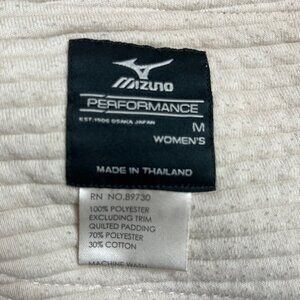 MIZUNO
PERFORMANCE
EST. 1906 OSAKA JAPAN
M
WOMEN'S
MADE IN THAILAND
RN NO.89730
100% POLYESTER
EXCLUDING TRIM
QUILTED PADDING
70% POLYESTER
30% COTTON
MACHINE WASH